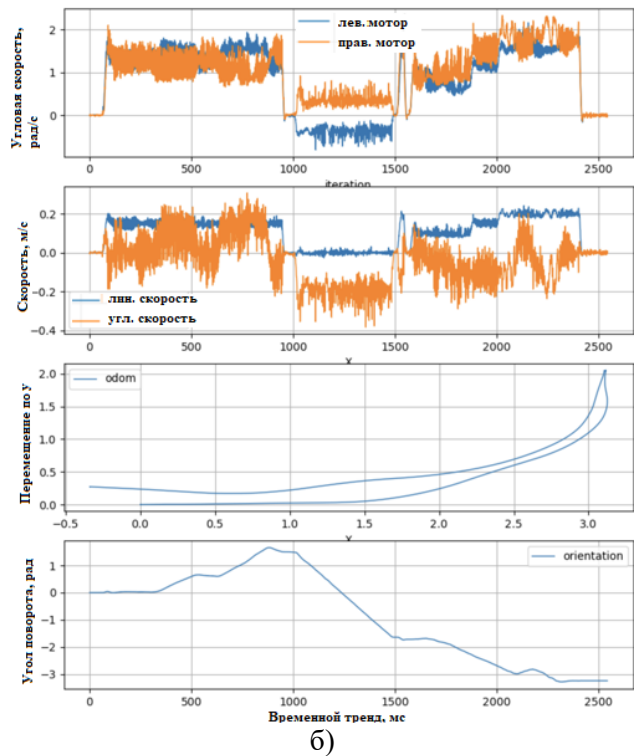 Угловая скорость,
рад/с
2
1
0
лев. мотор
прав. мотор
0 500 1000 1500 2000 2500
iteration
Скорость, м/с
0.2
0.0
−0.2
−0.4
лин. скорость
угл. скорость
0 500 1000 1500 2000 2500
x
Перемещение по у
2.0
1.5
1.0
0.5
0.0
odom
−0.5 0.0 0.5 1.0 1.5 2.0 2.5 3.0
x
Угол поворота, рад
1
0
−1
−2
−3
orientation
0 500 1000 1500 2000 2500
Временной тренд, мс
б)